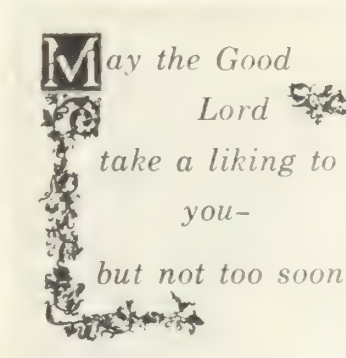 May the Good
Lord
take a liking to
you-
but not too soon